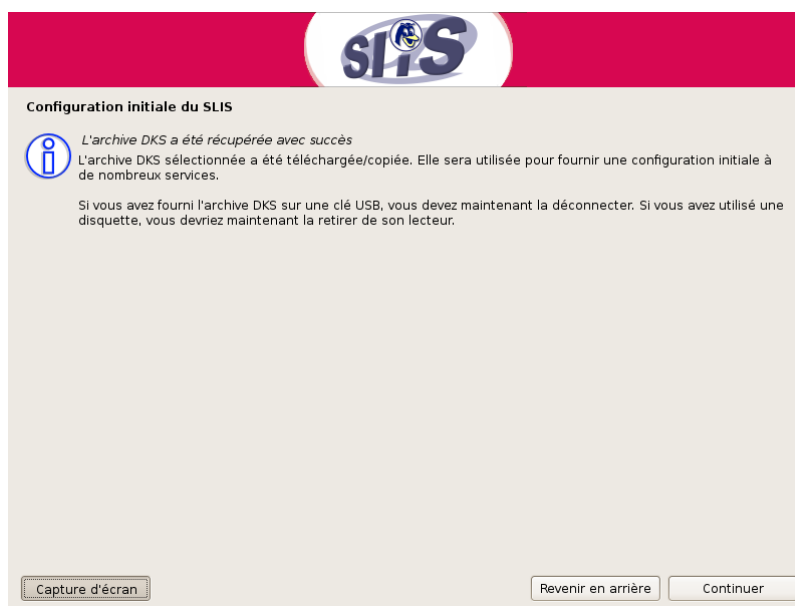 SLIS
Configuration initiale du SLIS
L'archive DKS a été récupérée avec succès
L'archive DKS sélectionnée a été téléchargée/copiée. Elle sera utilisée pour fournir une configuration initiale à
de nombreux services.
Si vous avez fourni l'archive DKS sur une clé USB, vous devez maintenant la déconnecter. Si vous avez utilisé une
disquette, vous devriez maintenant la retirer de son lecteur.
Capture d'écran
Revenir en arrière
Continuer